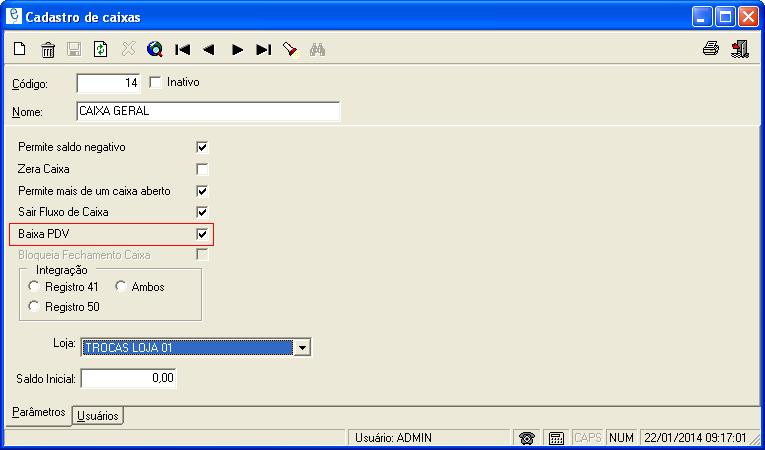 Cadastro de caixas
Código: 14 Inativo
Nome: CAIXA GERAL
Permite saldo negativo
Zera Caixa
Permite mais de um caixa aberto
Sair Fluxo de Caixa
Baixa PDV
Bloqueia Fechamento Caixa
Integração
Registro 41 Ambos
Registro 50
Loja: TROCAS LOJA 01
Saldo Inicial: 0,00
Parâmetros Usuários
Usuário: ADMIN CAPS NUM 22/01/2014 09:17:01